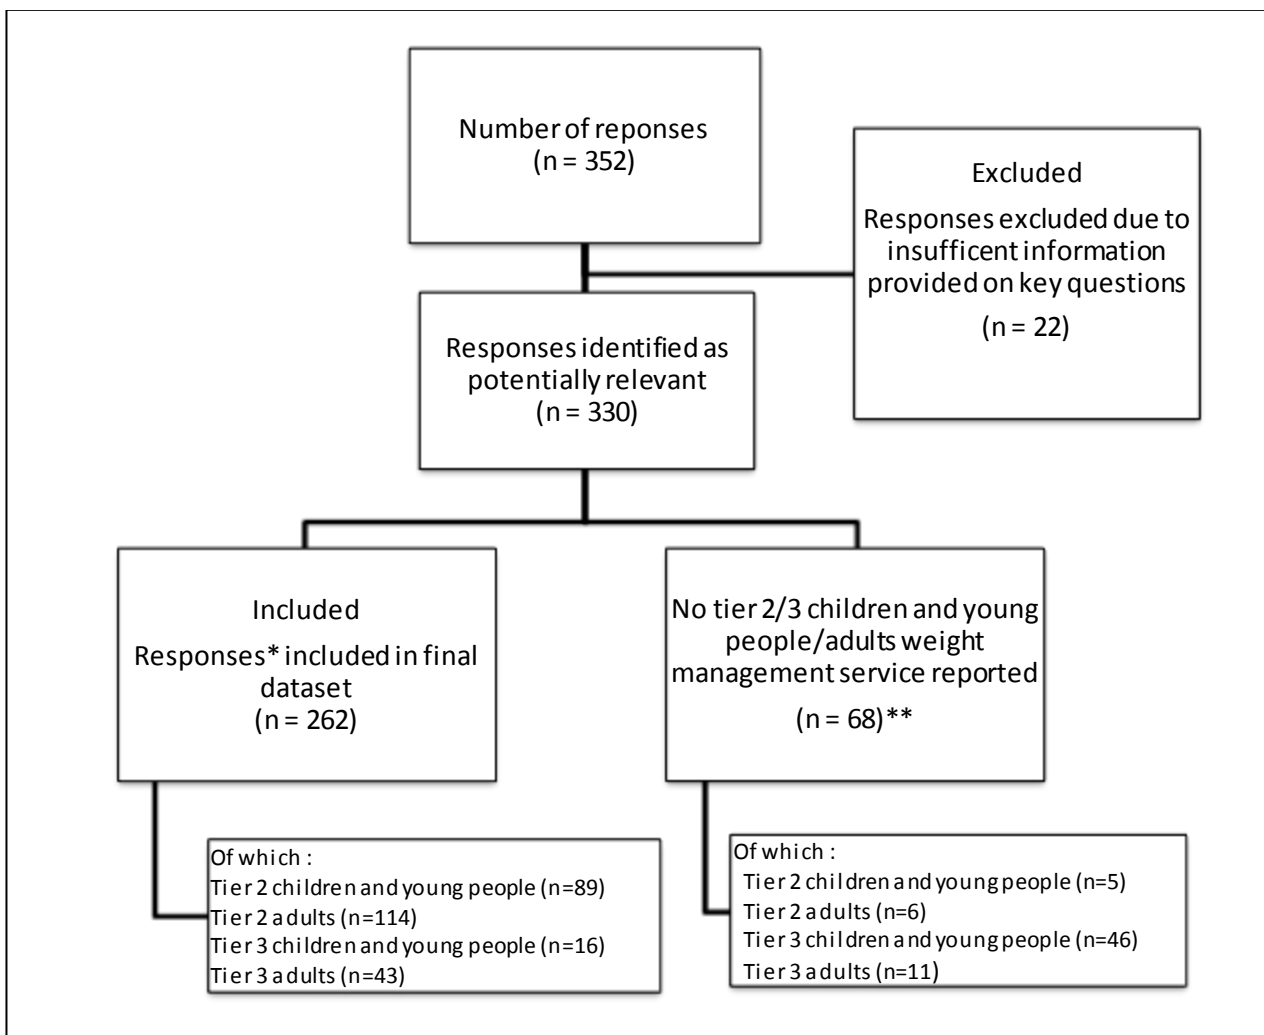 Number of reponses
(n = 352)
Excluded
Responses excluded due to
insufficent information
provided on key questions
(n = 22)
Responses identified as
potentially relevant
(n = 330)
Included
Responses* included in final
dataset
(n = 262)
No tier 2/3 children and young
people/adults weight
management service reported
(n = 68)**
Of which :
Tier 2 children and young people (n=89)
Tier 2 adults (n=114)
Tier 3 children and young people (n=16)
Tier 3 adults (n=43)
Of which :
Tier 2 children and young people (n=5)
Tier 2 adults (n=6)
Tier 3 children and young people (n=46)
Tier 3 adults (n=11)